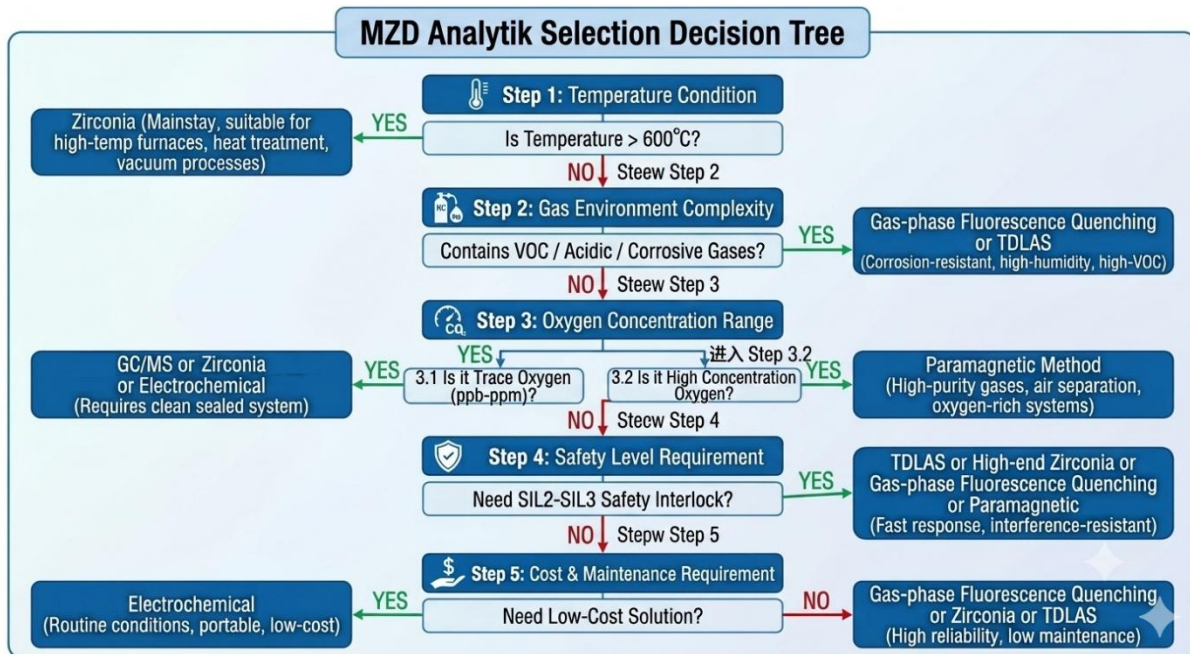 MZD Analytik Selection Decision Tree
Step 1: Temperature Condition
Zirconia (Mainstay, suitable for
high-temp furnaces, heat treatment,
vacuum processes)
YES
Is Temperature > 600°C?
NO
Steew Step 2
Step 2: Gas Environment Complexity
Contains VOC / Acidic / Corrosive Gases?
YES
Gas-phase Fluorescence Quenching
or TDLAS
(Corrosion-resistant, high-humidity, high-VOC)
NO
Steew Step 3
CO₂
Step 3: Oxygen Concentration Range
YES
进入 Step 3.2
GC/MS or Zirconia
or Electrochemical
(Requires clean sealed system)
YES
3.1 Is it Trace Oxygen
(ppb-ppm)?
3.2 Is it High Concentration
Oxygen?
YES
Paramagnetic Method
(High-purity gases, air separation,
oxygen-rich systems)
NO
Stecw Step 4
Step 4: Safety Level Requirement
Need SIL2-SIL3 Safety Interlock?
YES
TDLAS or High-end Zirconia or
Gas-phase Fluorescence Quenching
or Paramagnetic
(Fast response, interference-resistant)
NO
Stepw Step 5
$
Step 5: Cost & Maintenance Requirement
Electrochemical
(Routine conditions, portable, low-cost)
YES
Need Low-Cost Solution?
NO
Gas-phase Fluorescence Quenching
or Zirconia or TDLAS
(High reliability, low maintenance)